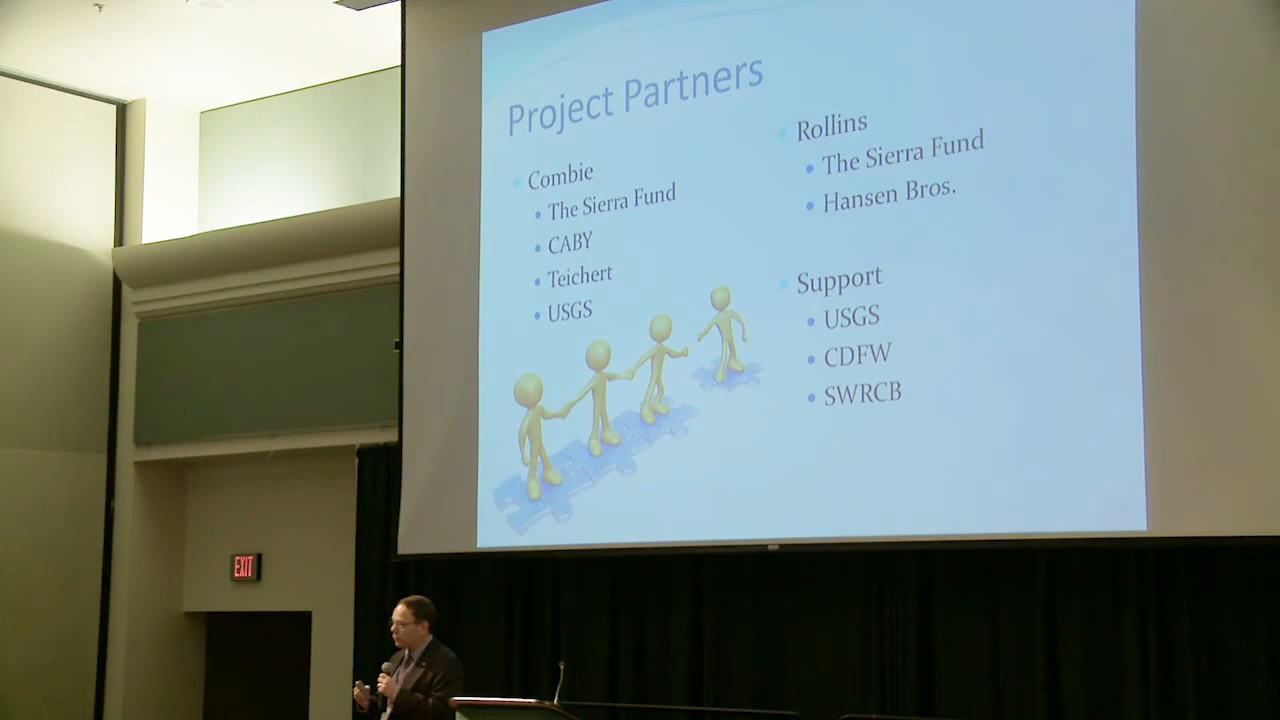 Project Partners
Combie
• The Sierra Fund
• CABY
• Teichert
• USGS
Rollins
• The Sierra Fund
• Hansen Bros.
Support
• USGS
• CDFW
• SWRCB
EXIT